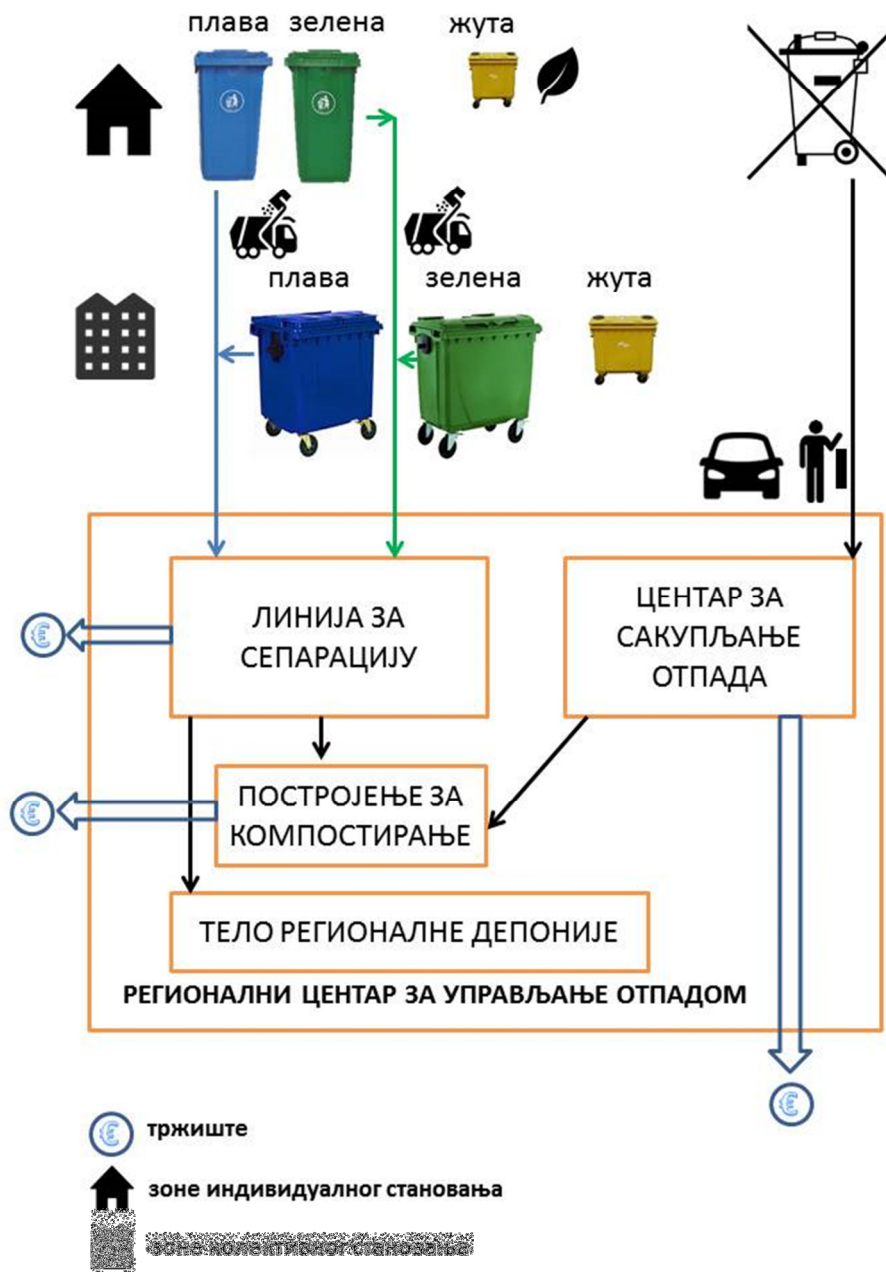 плава зелена жута
плава зелена жута
ЛИНИЈА ЗА
СЕПАРАЦИЈУ
ЦЕНТАР ЗА
САКУПЉАЊЕ
ОТПАДА
ПОСТРОЈЕЊЕ ЗА
КОМПОСТИРАЊЕ
ТЕЛО РЕГИОНАЛНЕ ДЕПОНИЈЕ
РЕГИОНАЛНИ ЦЕНТАР ЗА УПРАВЉАЊЕ ОТПАДОМ
тржиште
зоне индивидуалног становања